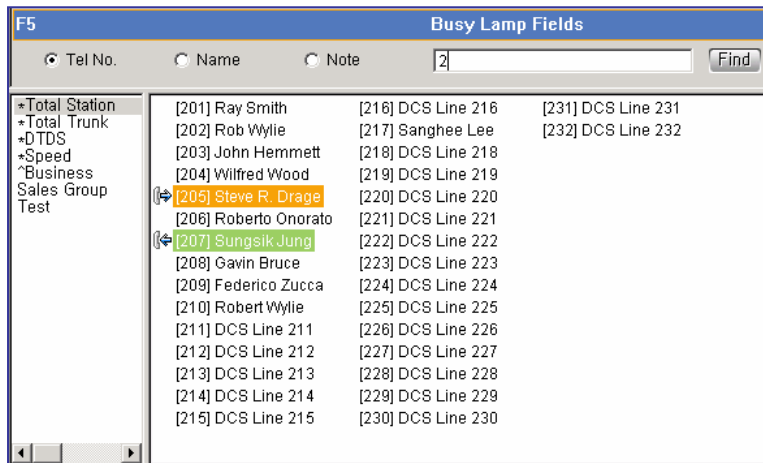 F5 Busy Lamp Fields
Tel No. Name Note 2 Find
*Total Station
*Total Trunk
*DTDS
*Speed
^Business
Sales Group
Test
[201] Ray Smith
[202] Rob Wylie
[203] John Hemmett
[204] Wilfred Wood
[205] Steve R. Drage
[206] Roberto Onorato
[207] Sungsik Jung
[208] Gavin Bruce
[209] Federico Zucca
[210] Robert Wylie
[211] DCS Line 211
[212] DCS Line 212
[213] DCS Line 213
[214] DCS Line 214
[215] DCS Line 215
[216] DCS Line 216
[217] Sanghee Lee
[218] DCS Line 218
[219] DCS Line 219
[220] DCS Line 220
[221] DCS Line 221
[222] DCS Line 222
[223] DCS Line 223
[224] DCS Line 224
[225] DCS Line 225
[226] DCS Line 226
[227] DCS Line 227
[228] DCS Line 228
[229] DCS Line 229
[230] DCS Line 230
[231] DCS Line 231
[232] DCS Line 232